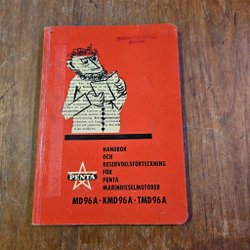 HANDBOK
OCH
RESERVDELSFÖRTECKNING
FÖR
PENTA
MARINDIESELMOTORER
PENTA
MD96A · KMD96A · TMD96A